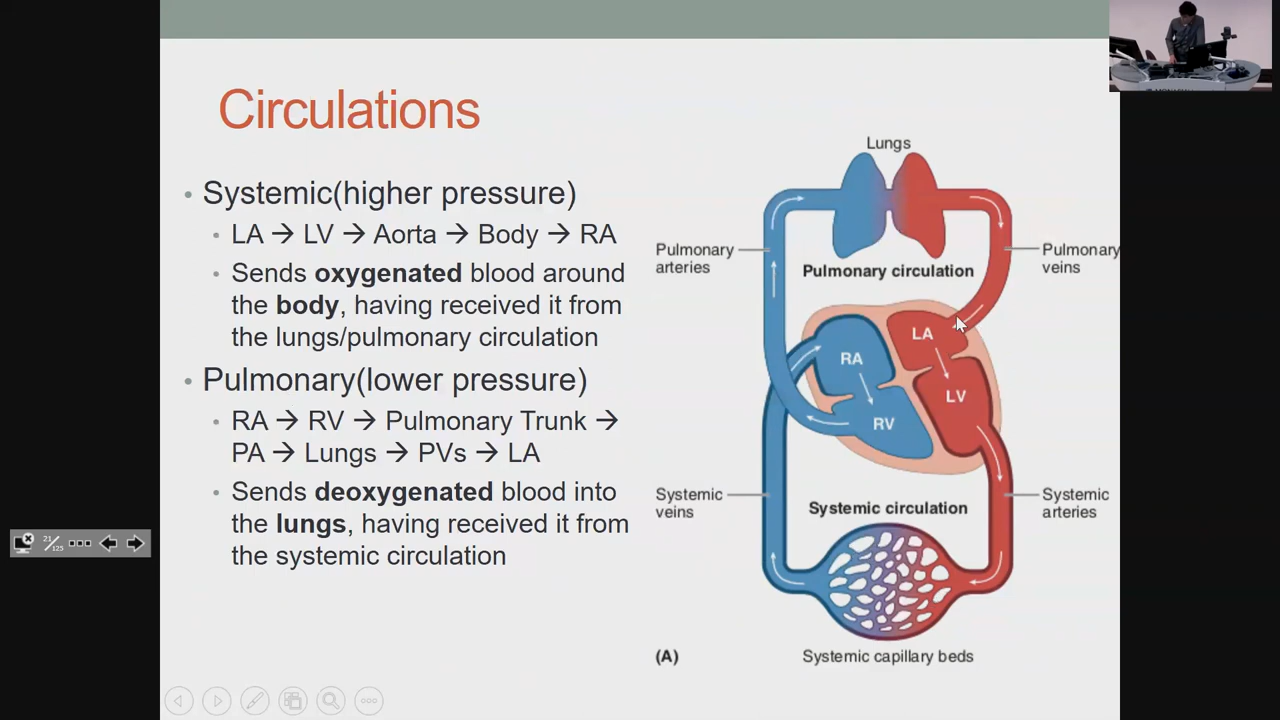 Circulations
• Systemic(higher pressure)
• LA → LV → Aorta → Body → RA
• Sends oxygenated blood around
the body, having received it from
the lungs/pulmonary circulation
• Pulmonary(lower pressure)
• RA → RV → Pulmonary Trunk →
PA → Lungs → PVs → LA
• Sends deoxygenated blood into
the lungs, having received it from
the systemic circulation
Lungs
Pulmonary
arteries
Pulmonary
veins
Pulmonary circulation
LA
RA
LV
RV
Systemic
veins
Systemic circulation
Systemic
arteries
(A)
Systemic capillary beds
21/125